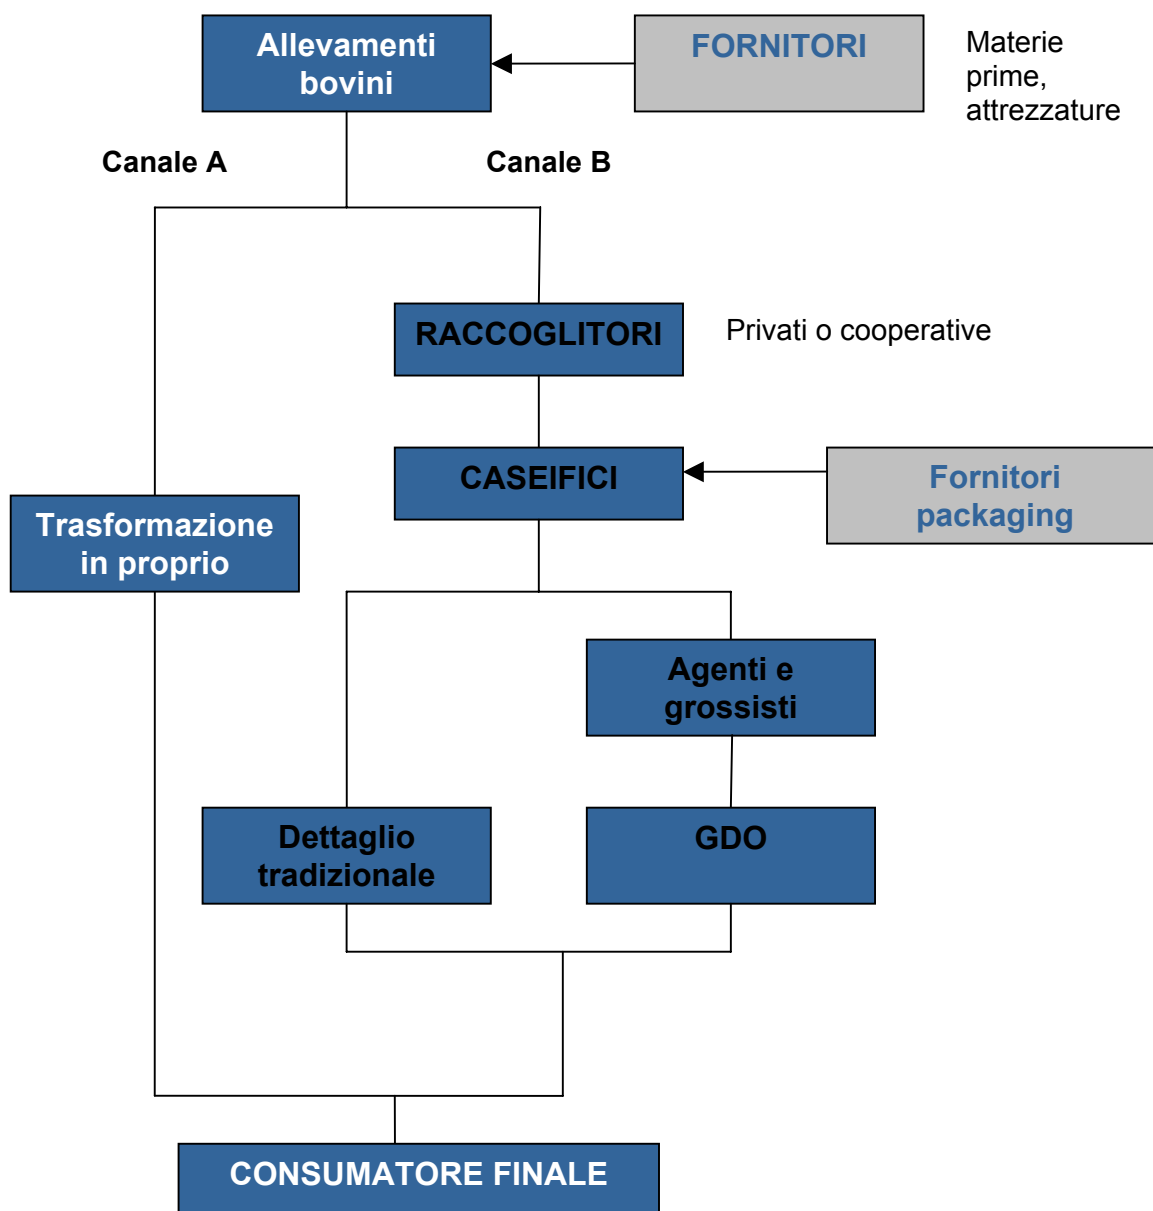 Allevamenti
bovini
FORNITORI
Materie
prime,
attrezzature
Canale A
Canale B
RACCOGLITORI
Privati o cooperative
CASEIFICI
Fornitori
packaging
Trasformazione
in proprio
Agenti e
grossisti
Dettaglio
tradizionale
GDO
CONSUMATORE FINALE